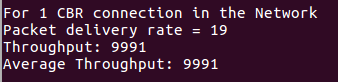 For 1 CBR connection in the Network
Packet delivery rate = 19
Throughput: 9991
Average Throughput: 9991